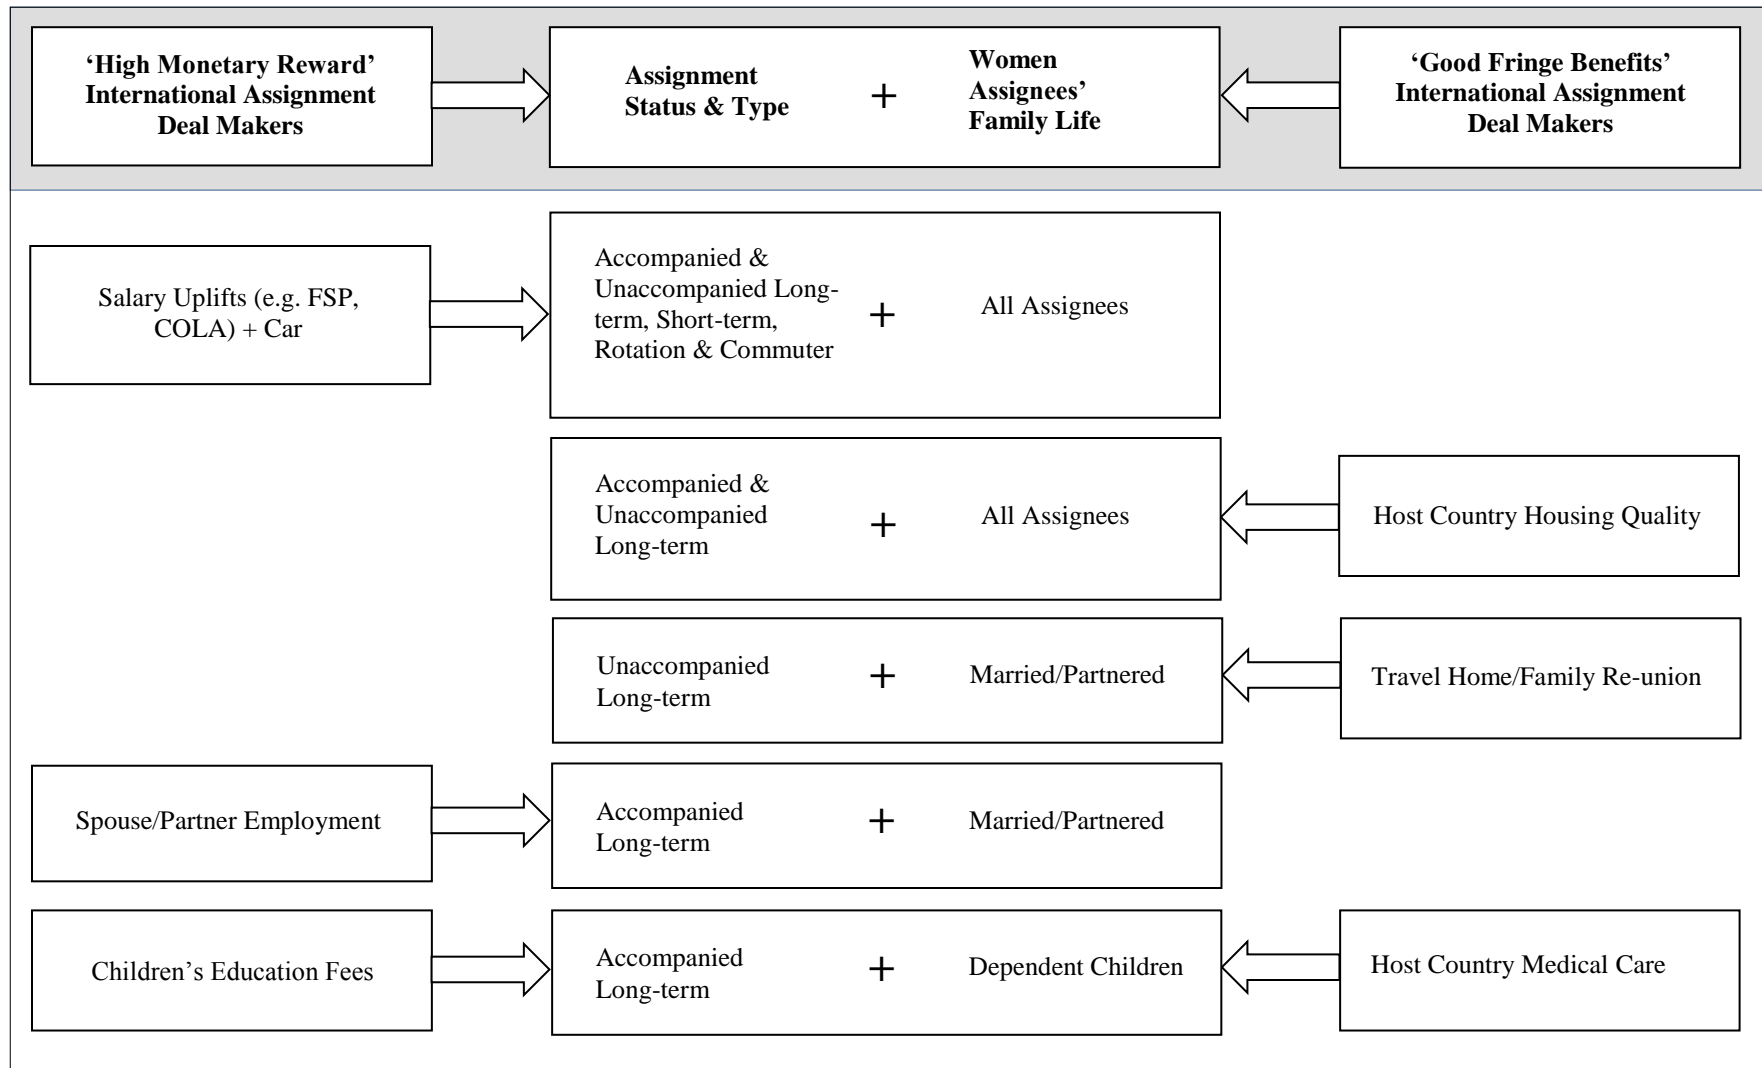 ‘High Monetary Reward’
International Assignment
Deal Makers
Assignment
Status & Type
+
Women
Assignees’
Family Life
‘Good Fringe Benefits’
International Assignment
Deal Makers
Salary Uplifts (e.g. FSP,
COLA) + Car
Accompanied &
Unaccompanied Long-
term, Short-term,
Rotation & Commuter
+
All Assignees
Accompanied &
Unaccompanied
Long-term
+
All Assignees
Host Country Housing Quality
Unaccompanied
Long-term
+
Married/Partnered
Travel Home/Family Re-union
Spouse/Partner Employment
Accompanied
Long-term
+
Married/Partnered
Children’s Education Fees
Accompanied
Long-term
+
Dependent Children
Host Country Medical Care